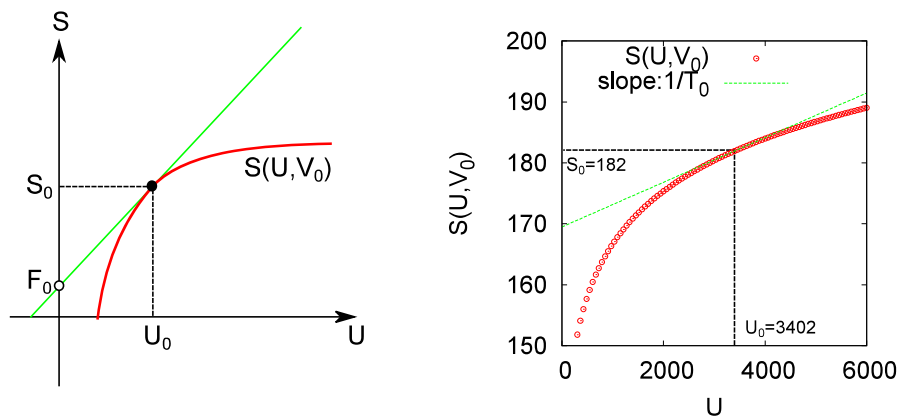 S
S(U,V₀)
S₀
F₀
U₀
U
200
190
180
170
160
150
S(U,V₀)
S(U,V₀)
slope:1/T₀
S₀=182
U₀=3402
0
2000
4000
6000
U